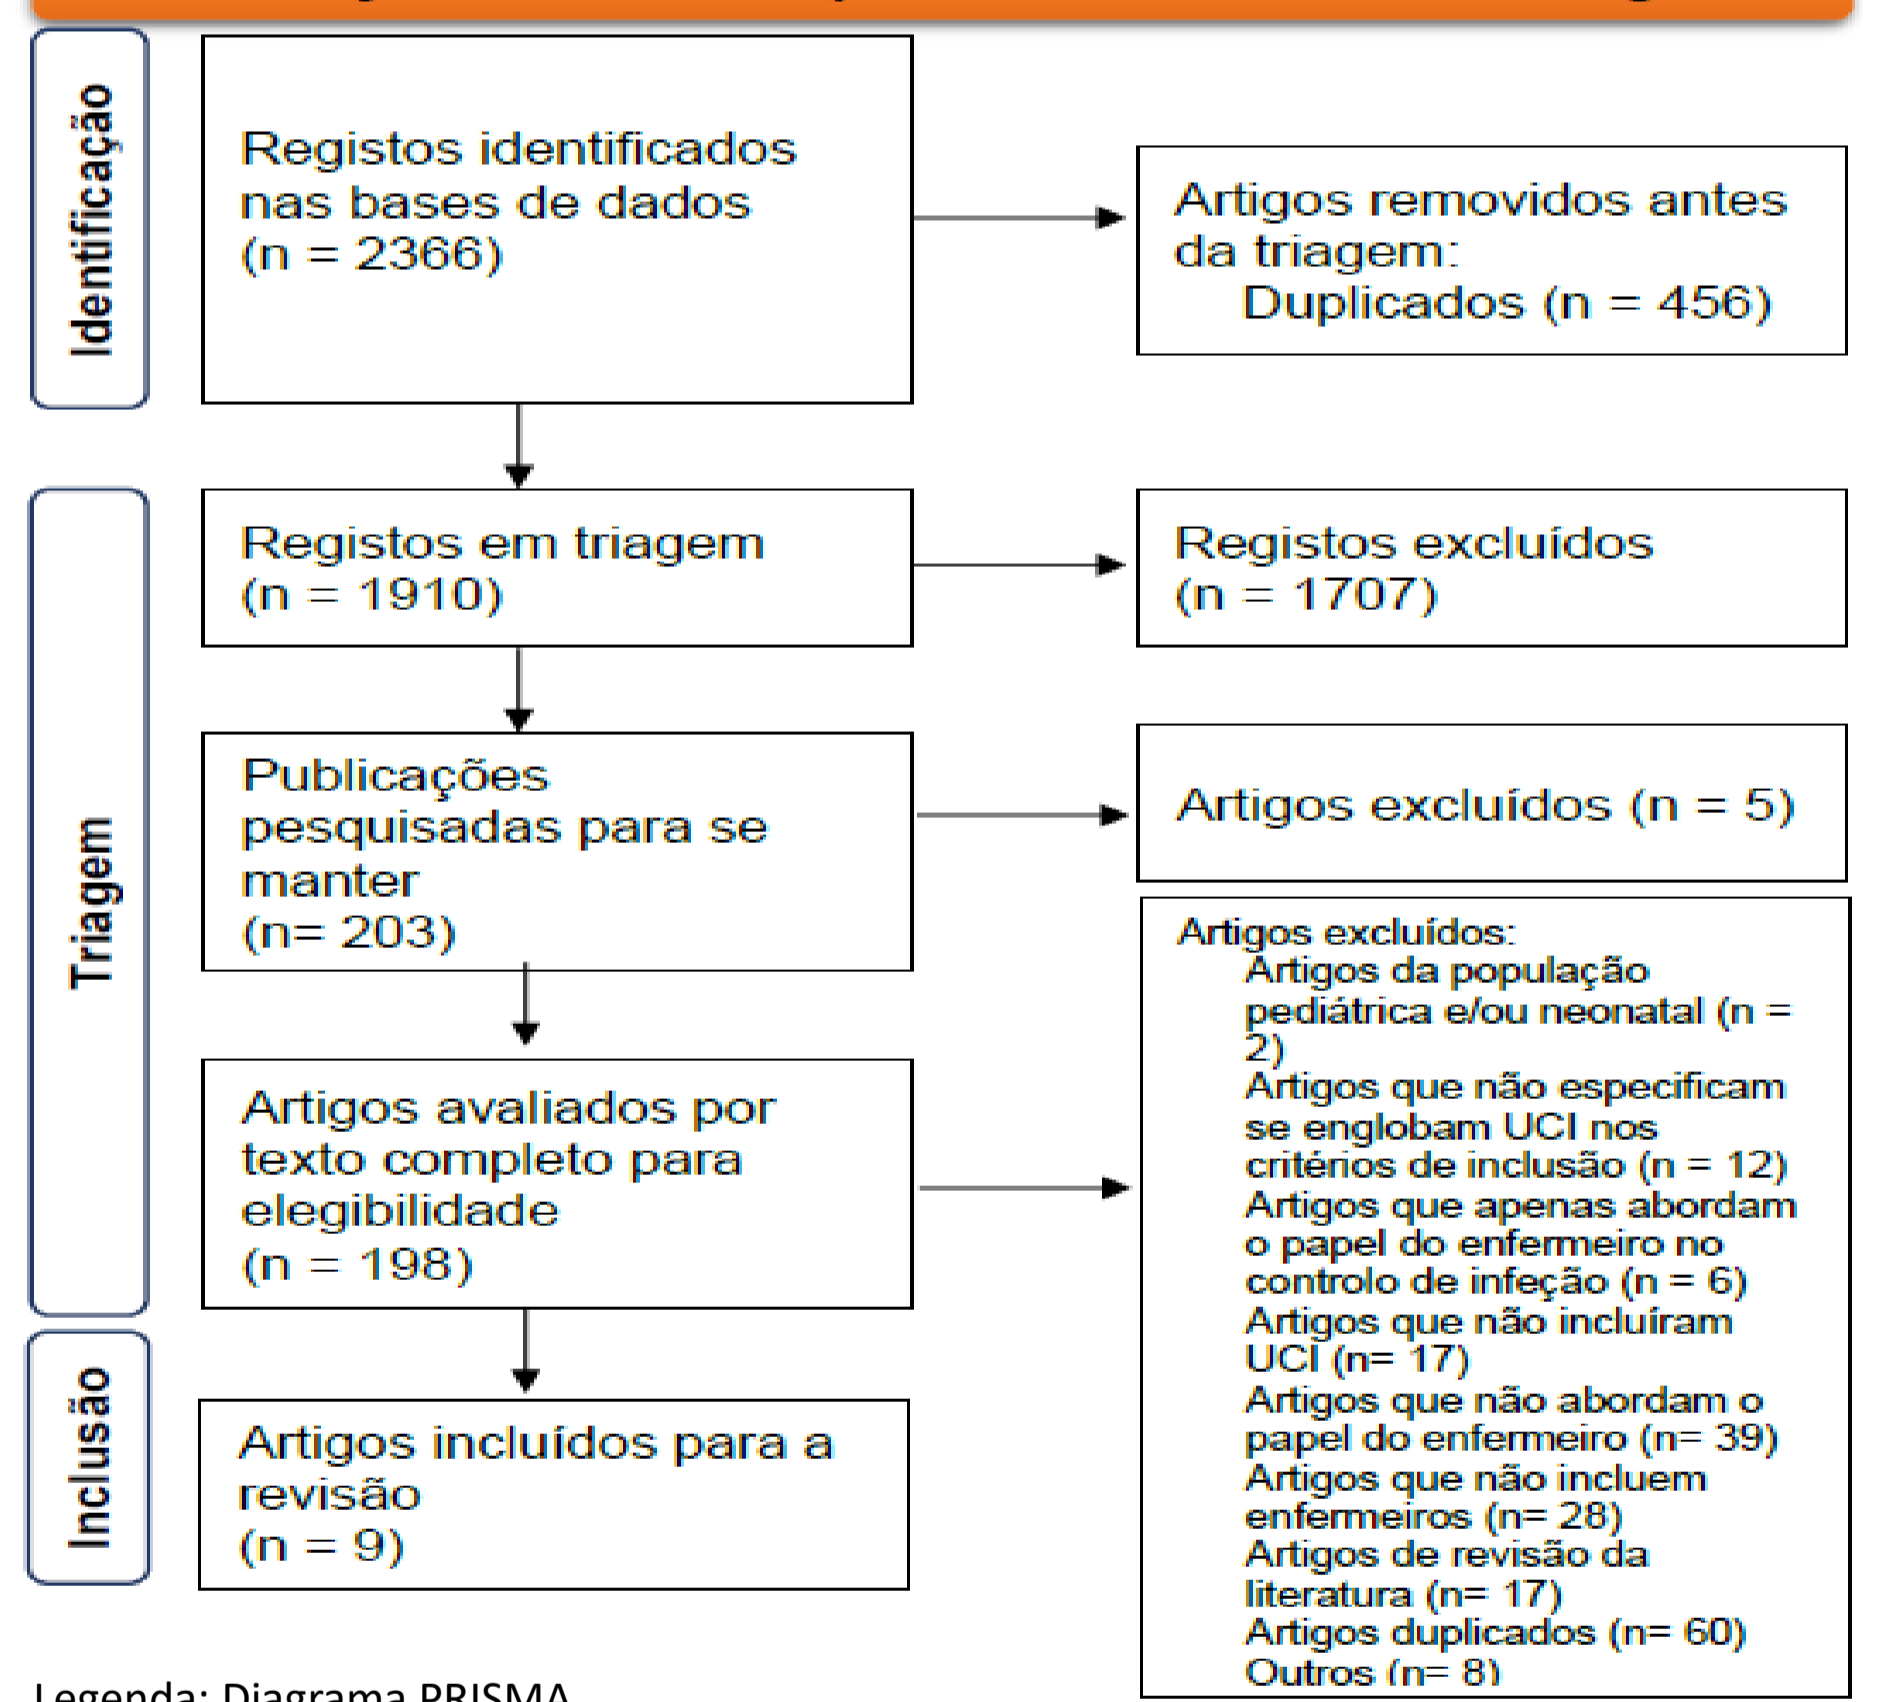 Identificação
Registos identificados
nas bases de dados
(n = 2366)
Artigos removidos antes
da triagem:
Duplicados (n = 456)
Triagem
Registos em triagem
(n = 1910)
Registos excluídos
(n = 1707)
Publicações
pesquisadas para se
manter
(n= 203)
Artigos excluídos (n = 5)
Artigos avaliados por
texto completo para
elegibilidade
(n = 198)
Artigos excluídos:
Artigos da população
pediátrica e/ou neonatal (n =
2)
Artigos que não especificam
se englobam UCI nos
critérios de inclusão (n = 12)
Artigos que apenas abordam
o papel do enfermeiro no
controlo de infeção (n = 6)
Artigos que não incluíram
UCI (n= 17)
Artigos que não abordam o
papel do enfermeiro (n= 39)
Artigos que não incluem
enfermeiros (n= 28)
Artigos de revisão da
literatura (n= 17)
Artigos duplicados (n= 60)
Outros (n= 8)
Inclusão
Artigos incluídos para a
revisão
(n = 9)
Legenda: Diagrama PRISMA